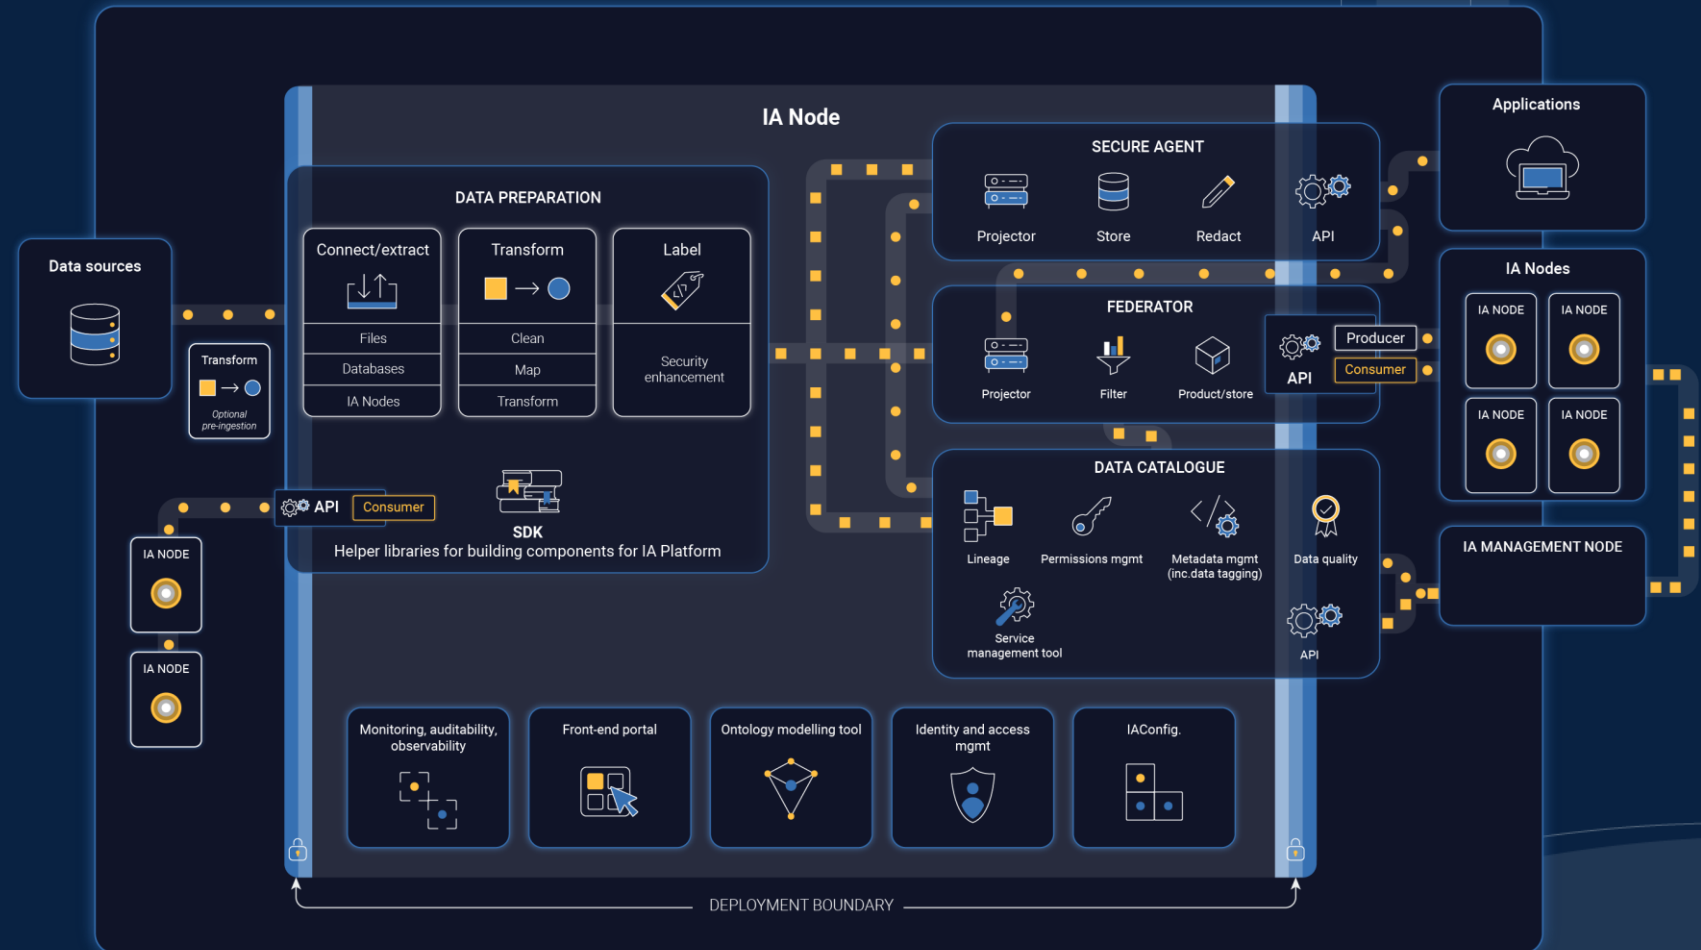 IA Node
Data sources
Transform
Optional
pre-ingestion
DATA PREPARATION
Connect/extract
Files
Databases
IA Nodes
Transform
Clean
Map
Transform
Label
Security
enhancement
API
Consumer
SDK
Helper libraries for building components for IA Platform
IA NODE
IA NODE
SECURE AGENT
Projector
Store
Redact
API
FEDERATOR
Projector
Filter
Product/store
API
Producer
Consumer
DATA CATALOGUE
Lineage
Permissions mgmt
Metadata mgmt
(inc.data tagging)
Data quality
Service
management tool
API
Applications
IA Nodes
IA NODE
IA NODE
IA NODE
IA NODE
IA MANAGEMENT NODE
Monitoring, auditability,
observability
Front-end portal
Ontology modelling tool
Identity and access
mgmt
IAConfig.
DEPLOYMENT BOUNDARY